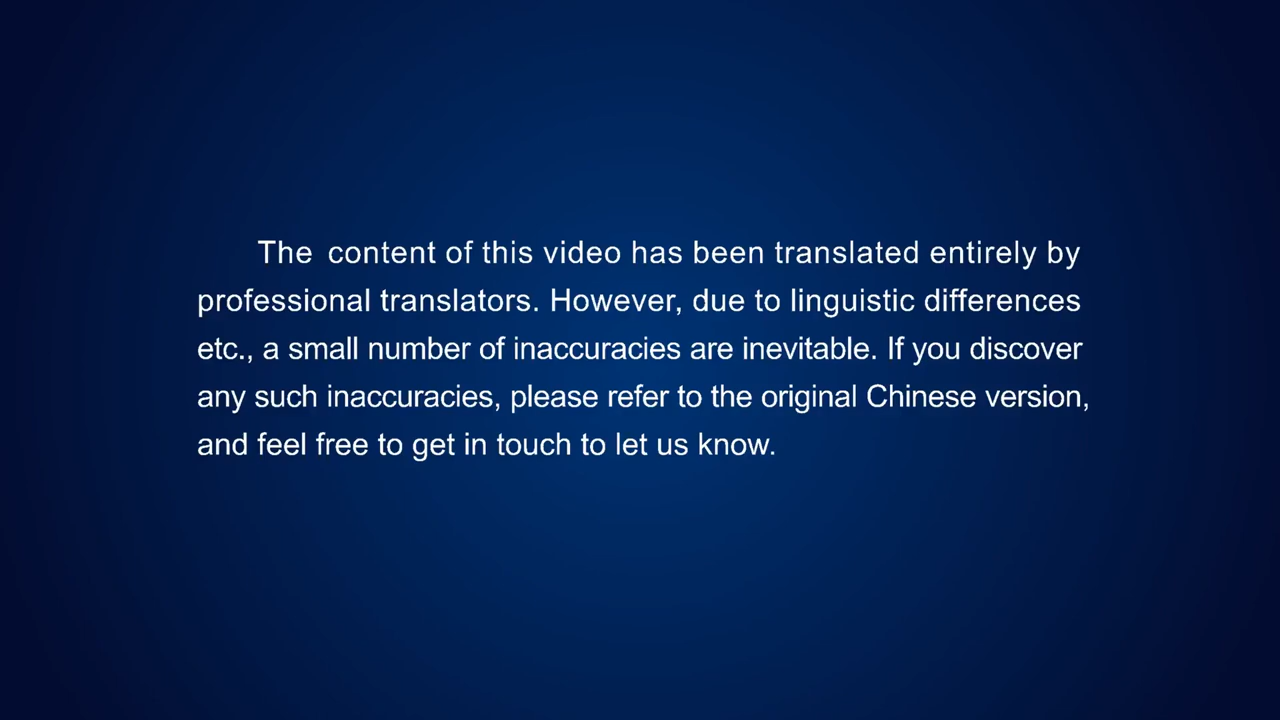 The content of this video has been translated entirely by
professional translators. However, due to linguistic differences
etc., a small number of inaccuracies are inevitable. If you discover
any such inaccuracies, please refer to the original Chinese version,
and feel free to get in touch to let us know.